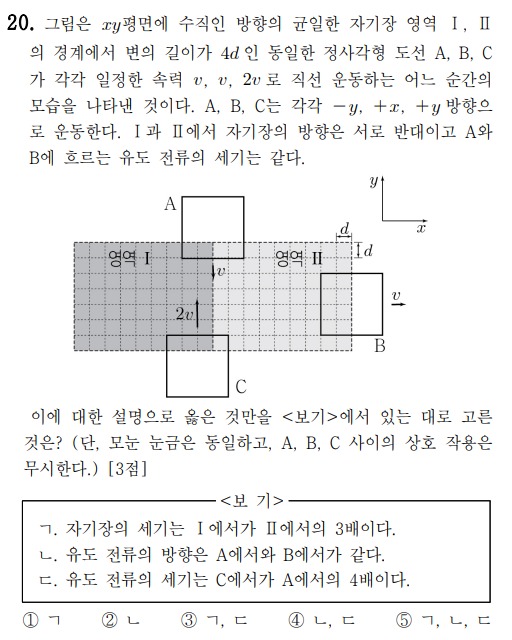 20. 그림은 xy평면에 수직인 방향의 균일한 자기장 영역 Ⅰ, Ⅱ
의 경계에서 변의 길이가 4d인 동일한 정사각형 도선 A, B, C
가 각각 일정한 속력 v, v, 2v로 직선 운동하는 어느 순간의
모습을 나타낸 것이다. A, B, C는 각각 −y, +x, +y방향으
로 운동한다. Ⅰ과 Ⅱ에서 자기장의 방향은 서로 반대이고 A와
B에 흐르는 유도 전류의 세기는 같다.
A
y
x
d
영역 Ⅰ
영역 Ⅱ
d
v
v
2v
B
C
이에 대한 설명으로 옳은 것만을 <보기>에서 있는 대로 고른
것은? (단, 모눈 눈금은 동일하고, A, B, C 사이의 상호 작용은
무시한다.) [3점]
<보 기>
ㄱ. 자기장의 세기는 Ⅰ에서가 Ⅱ에서의 3배이다.
ㄴ. 유도 전류의 방향은 A에서와 B에서가 같다.
ㄷ. 유도 전류의 세기는 C에서가 A에서의 4배이다.
① ㄱ ② ㄴ ③ ㄱ, ㄷ ④ ㄴ, ㄷ ⑤ ㄱ, ㄴ, ㄷ